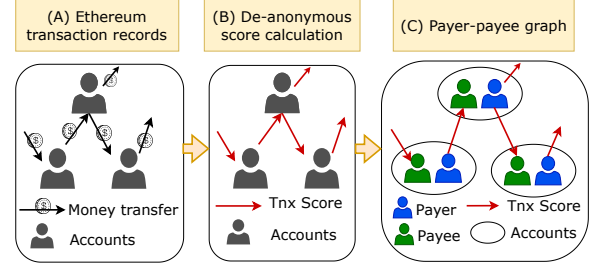 (A) Ethereum
transaction records
(B) De-anonymous
score calculation
(C) Payer-payee graph
$
$
$
$
$
Money transfer
Accounts
Tnx Score
Accounts
Payer
Tnx Score
Payee
Accounts